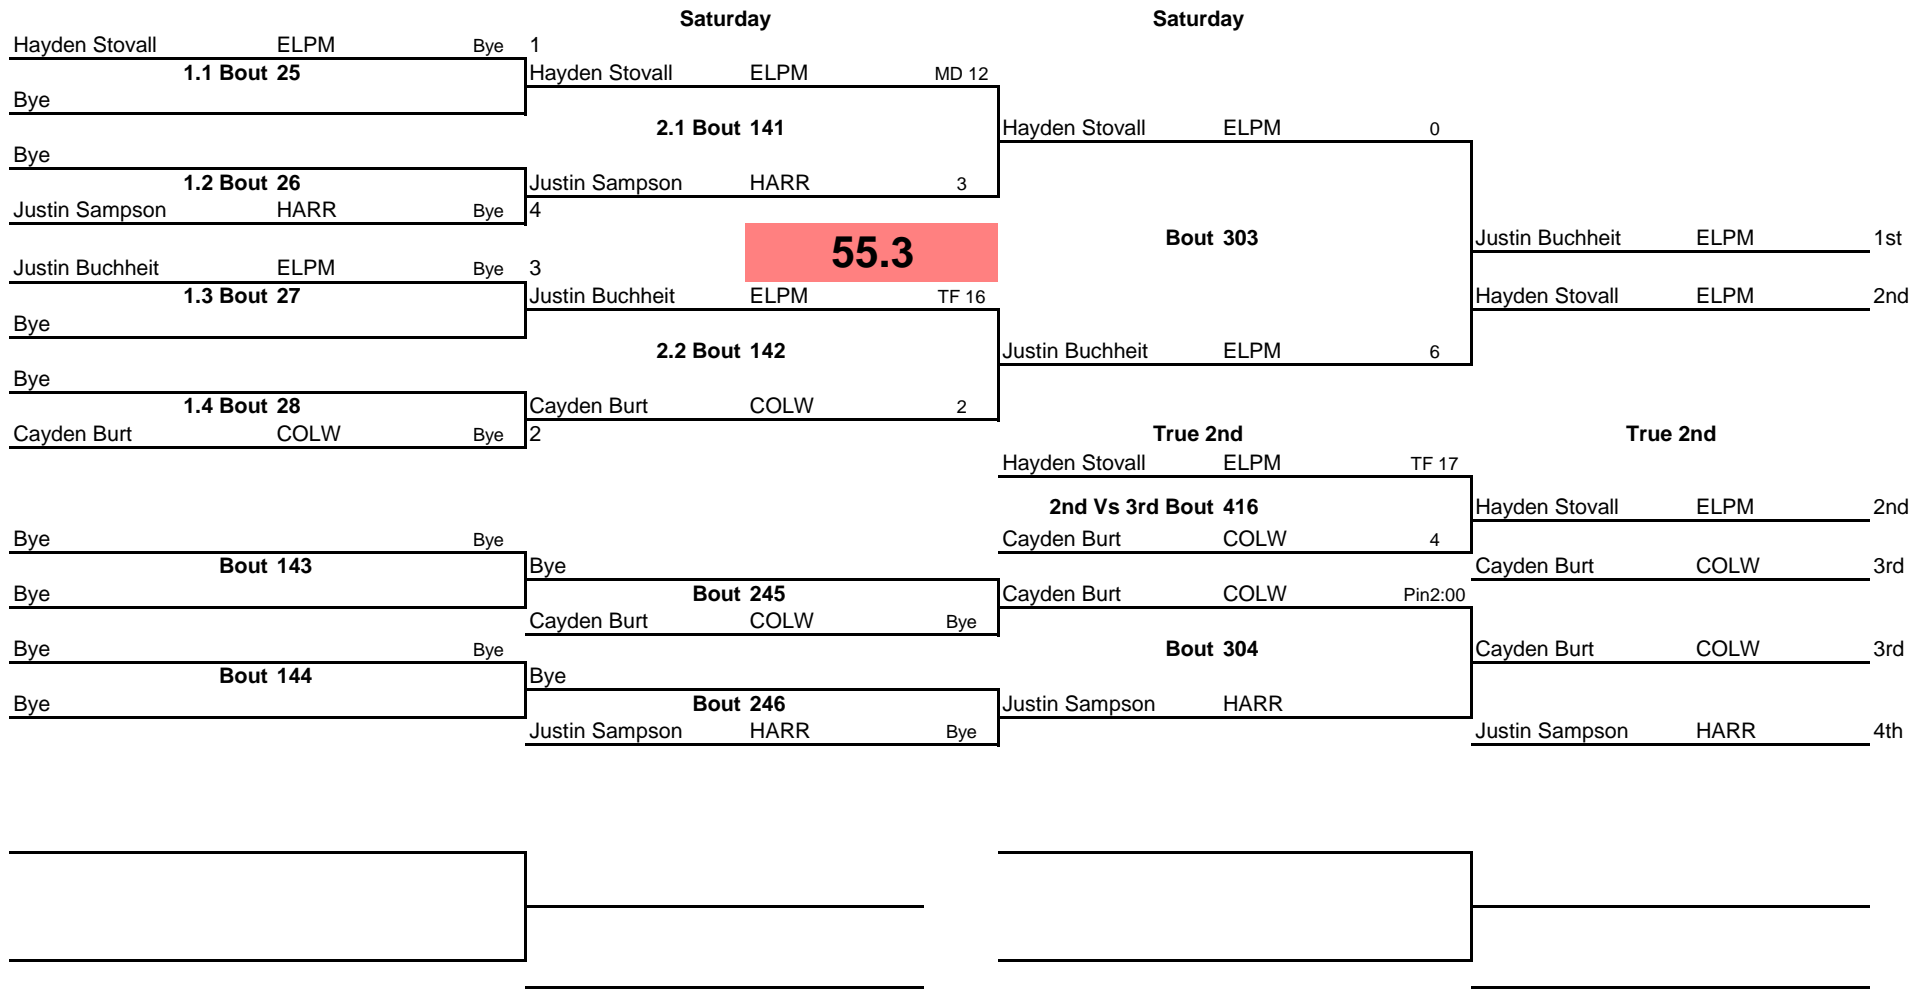 Saturday Saturday
Hayden Stovall ELPM Bye 1
1.1 Bout 25 Hayden Stovall ELPM MD 12
Bye
2.1 Bout 141 Hayden Stovall ELPM 0
Bye
1.2 Bout 26 Justin Sampson HARR 3
Justin Sampson HARR Bye 4
55.3 Bout 303 Justin Buchheit ELPM 1st
Justin Buchheit ELPM Bye 3
1.3 Bout 27 Justin Buchheit ELPM TF 16 Hayden Stovall ELPM 2nd
Bye
2.2 Bout 142 Justin Buchheit ELPM 6
Bye
1.4 Bout 28 Cayden Burt COLW 2
Cayden Burt COLW Bye 2 True 2nd True 2nd
Hayden Stovall ELPM TF 17
2nd Vs 3rd Bout 416 Hayden Stovall ELPM 2nd
Bye Bye Cayden Burt COLW 4
Bout 143 Bye Cayden Burt COLW 3rd
Bye Bout 245 Cayden Burt COLW Pin2:00
Cayden Burt COLW Bye
Bye Bye Bout 304 Cayden Burt COLW 3rd
Bout 144 Bye
Bye Bout 246 Justin Sampson HARR
Justin Sampson HARR Bye Justin Sampson HARR 4th